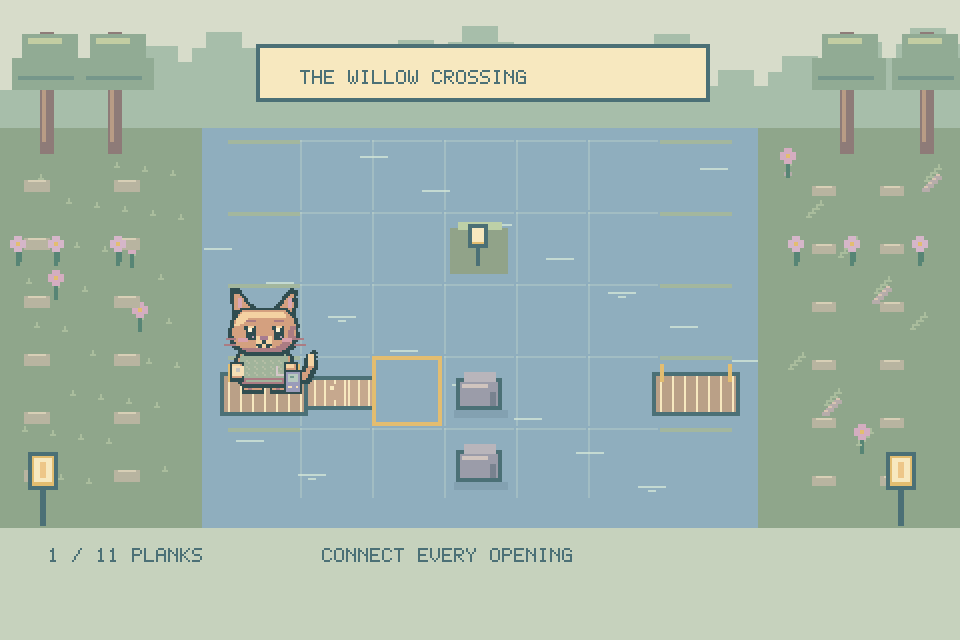 THE WILLOW CROSSING
1 / 11 PLANKS
CONNECT EVERY OPENING